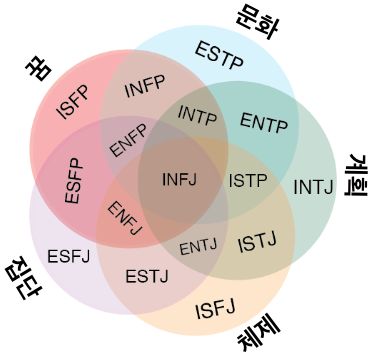 문화
꿈
ESTP
INFP
ISFP
INTP
ENTP
ENFP
계획
ESFP
INFJ
ISTP
INTJ
ENFJ
ENTJ
ISTJ
ESFJ
집단
ESTJ
ISFJ
체제